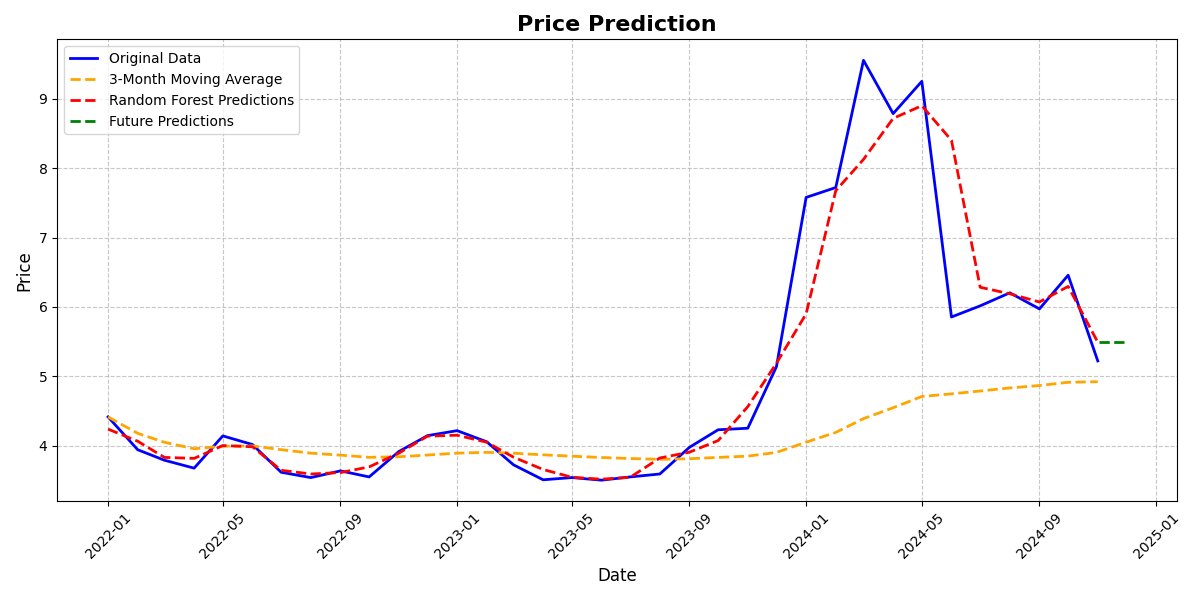 Price Prediction
Original Data
3-Month Moving Average
Random Forest Predictions
Future Predictions
Price
9
8
7
6
5
4
2022-01
2022-05
2022-09
2023-01
2023-05
2023-09
2024-01
2024-05
2024-09
2025-01
Date